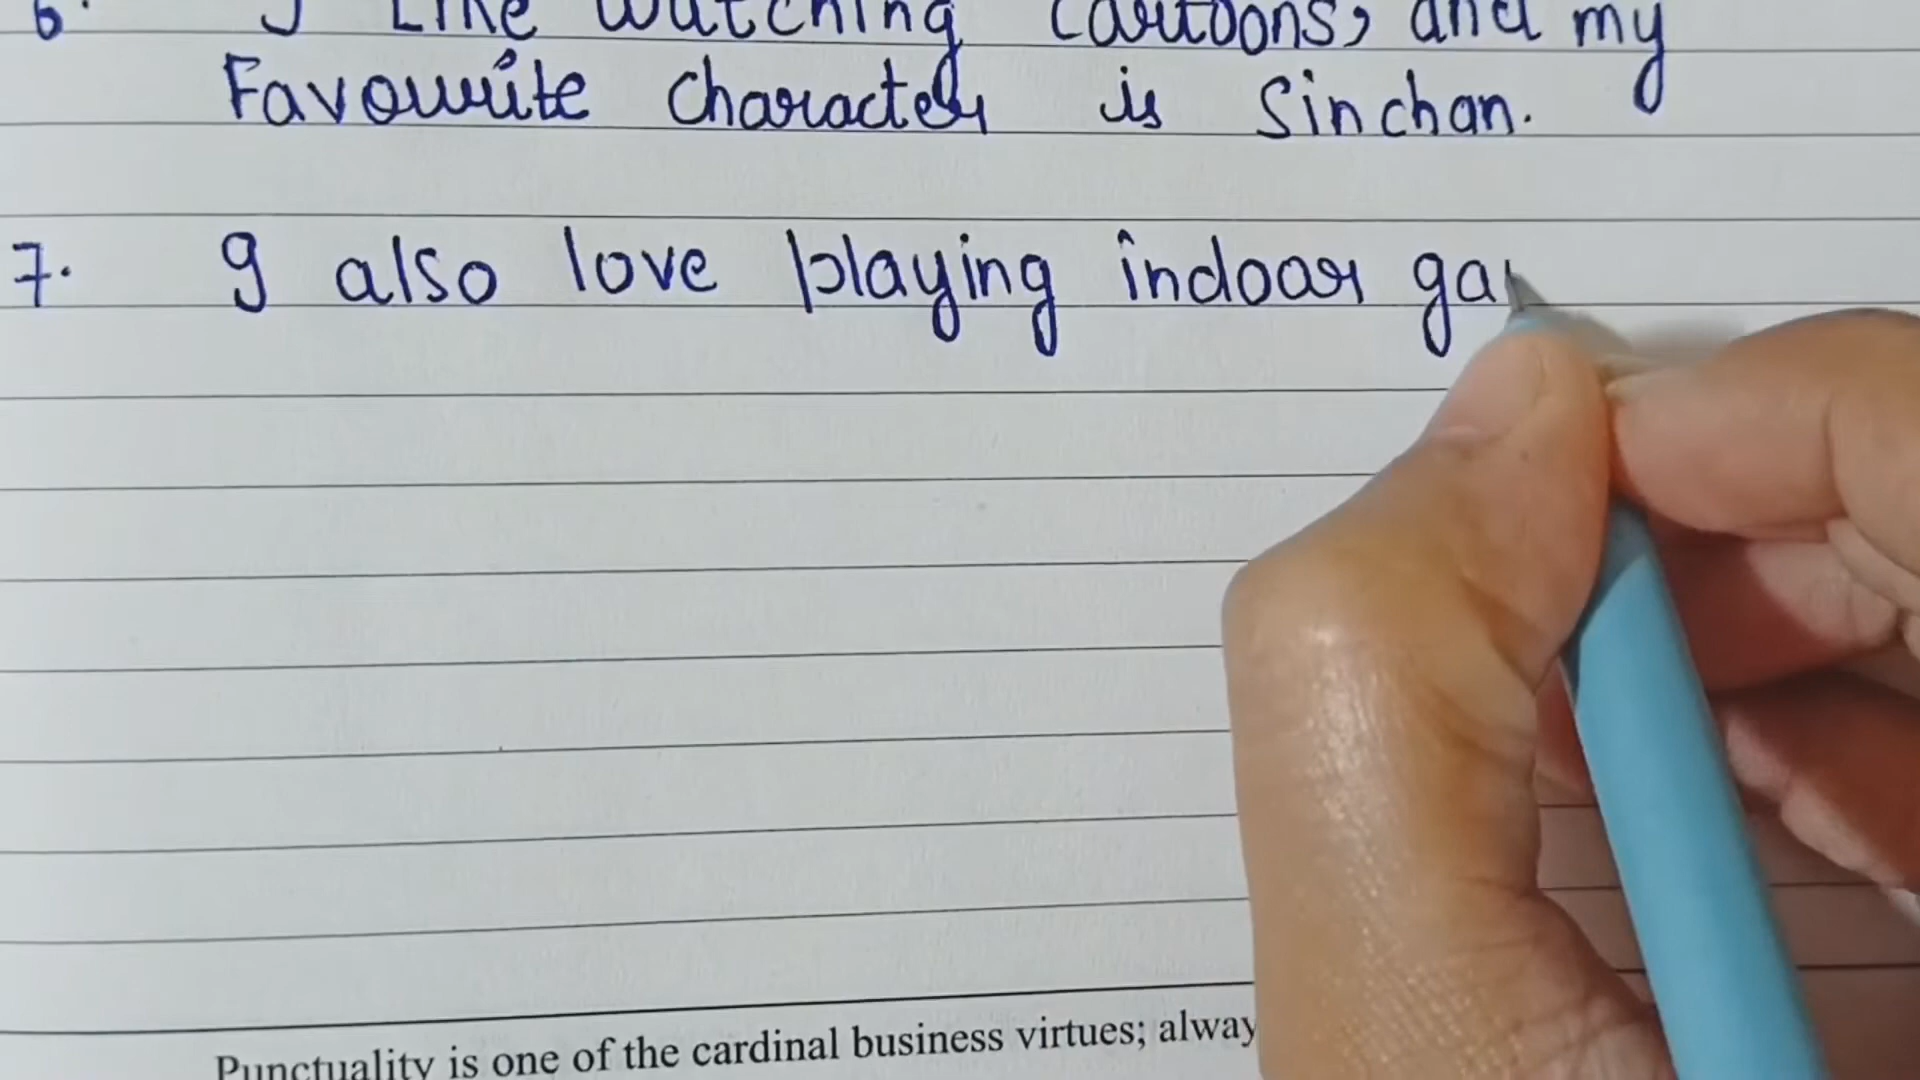 6. I Like watching cartoons, and my
Favourite character is Sinchan.
7. I also love playing indoor ga
Punctuality is one of the cardinal business virtues; alway